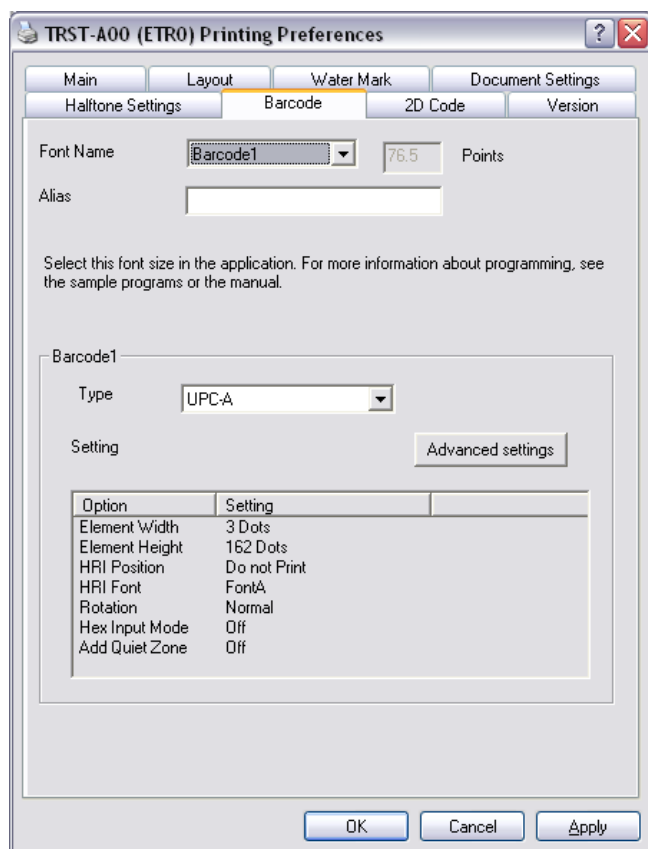 TRST-A00 (ETR0) Printing Preferences
Main Layout Water Mark Document Settings
Halftone Settings Barcode 2D Code Version
Font Name Barcode1 76.5 Points
Alias
Select this font size in the application. For more information about programming, see
the sample programs or the manual.
Barcode1
Type UPC-A
Setting Advanced settings
Option Setting
Element Width 3 Dots
Element Height 162 Dots
HRI Position Do not Print
HRI Font FontA
Rotation Normal
Hex Input Mode Off
Add Quiet Zone Off
OK Cancel Apply